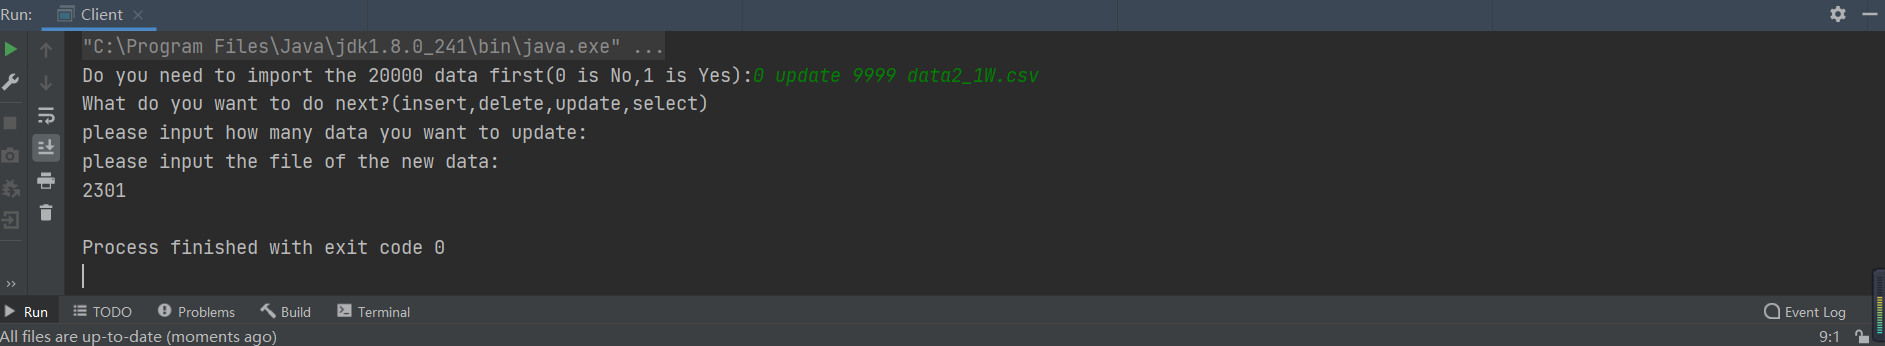 Run: Client
"C:\Program Files\Java\jdk1.8.0_241\bin\java.exe" ...
Do you need to import the 20000 data first(0 is No,1 is Yes):0 update 9999 data2_1W.csv
What do you want to do next?(insert,delete,update,select)
please input how many data you want to update:
please input the file of the new data:
2301
Process finished with exit code 0
Run TODO Problems Build Terminal Event Log
All files are up-to-date (moments ago) 9:1